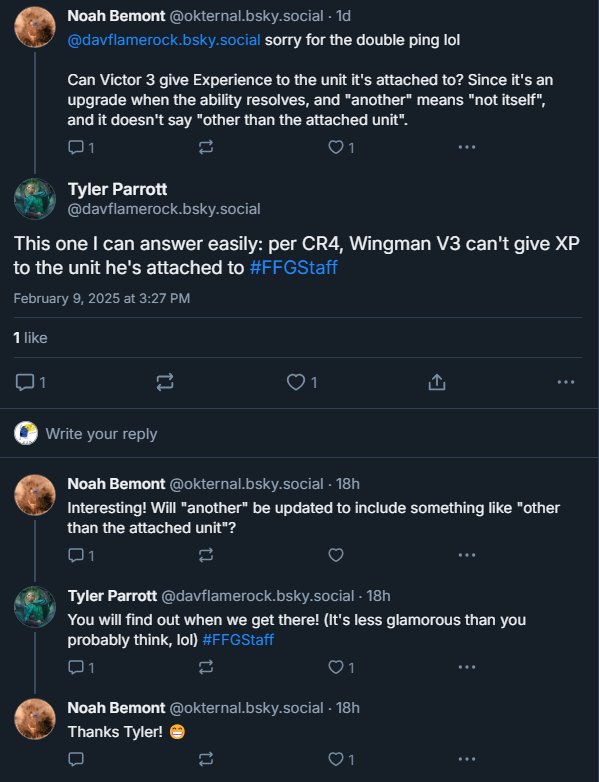 Noah Bemont @okternal.bsky.social · 1d
@davflamerock.bsky.social sorry for the double ping lol
Can Victor 3 give Experience to the unit it's attached to? Since it's an
upgrade when the ability resolves, and "another" means "not itself",
and it doesn't say "other than the attached unit".
1
1
Tyler Parrott
@davflamerock.bsky.social
This one I can answer easily: per CR4, Wingman V3 can't give XP
to the unit he's attached to #FFGStaff
February 9, 2025 at 3:27 PM
1 like
1
1
Write your reply
Noah Bemont @okternal.bsky.social · 18h
Interesting! Will "another" be updated to include something like "other
than the attached unit"?
1
Tyler Parrott @davflamerock.bsky.social · 18h
You will find out when we get there! (It's less glamorous than you
probably think, lol) #FFGStaff
1
1
Noah Bemont @okternal.bsky.social · 18h
Thanks Tyler! 😁
1